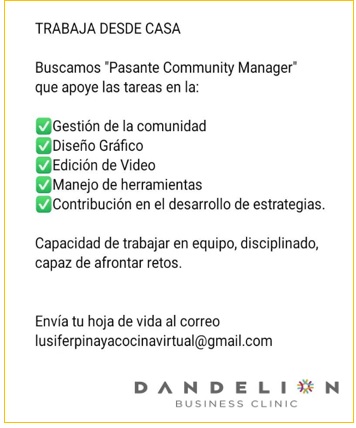 TRABAJA DESDE CASA
Buscamos "Pasante Community Manager"
que apoye las tareas en la:
✅Gestión de la comunidad
✅Diseño Gráfico
✅Edición de Video
✅Manejo de herramientas
✅Contribución en el desarrollo de estrategias.
Capacidad de trabajar en equipo, disciplinado,
capaz de afrontar retos.
Envía tu hoja de vida al correo
lusiferpinayacocinavirtual@gmail.com
DANDELION
BUSINESS CLINIC